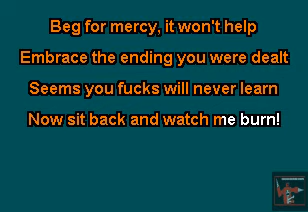 Beg for mercy, it won't help
Embrace the ending you were dealt
Seems you fucks will never learn
Now sit back and watch me burn!